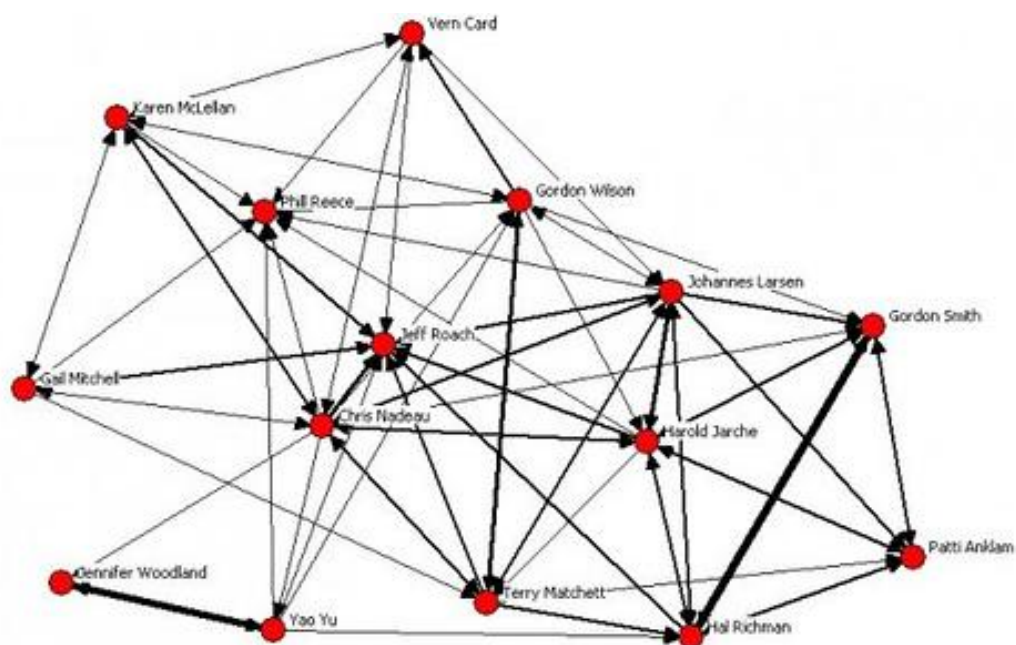 Vern Card
Karen McLellan
Phill Reece
Gordon Wilson
Johannes Larsen
Gordon Smith
Jeff Roach
Gail Mitchell
Chris Nadeau
Harold Jarche
Patti Anklam
Jennifer Woodland
Terry Matchett
Yao Yu
Hal Richman